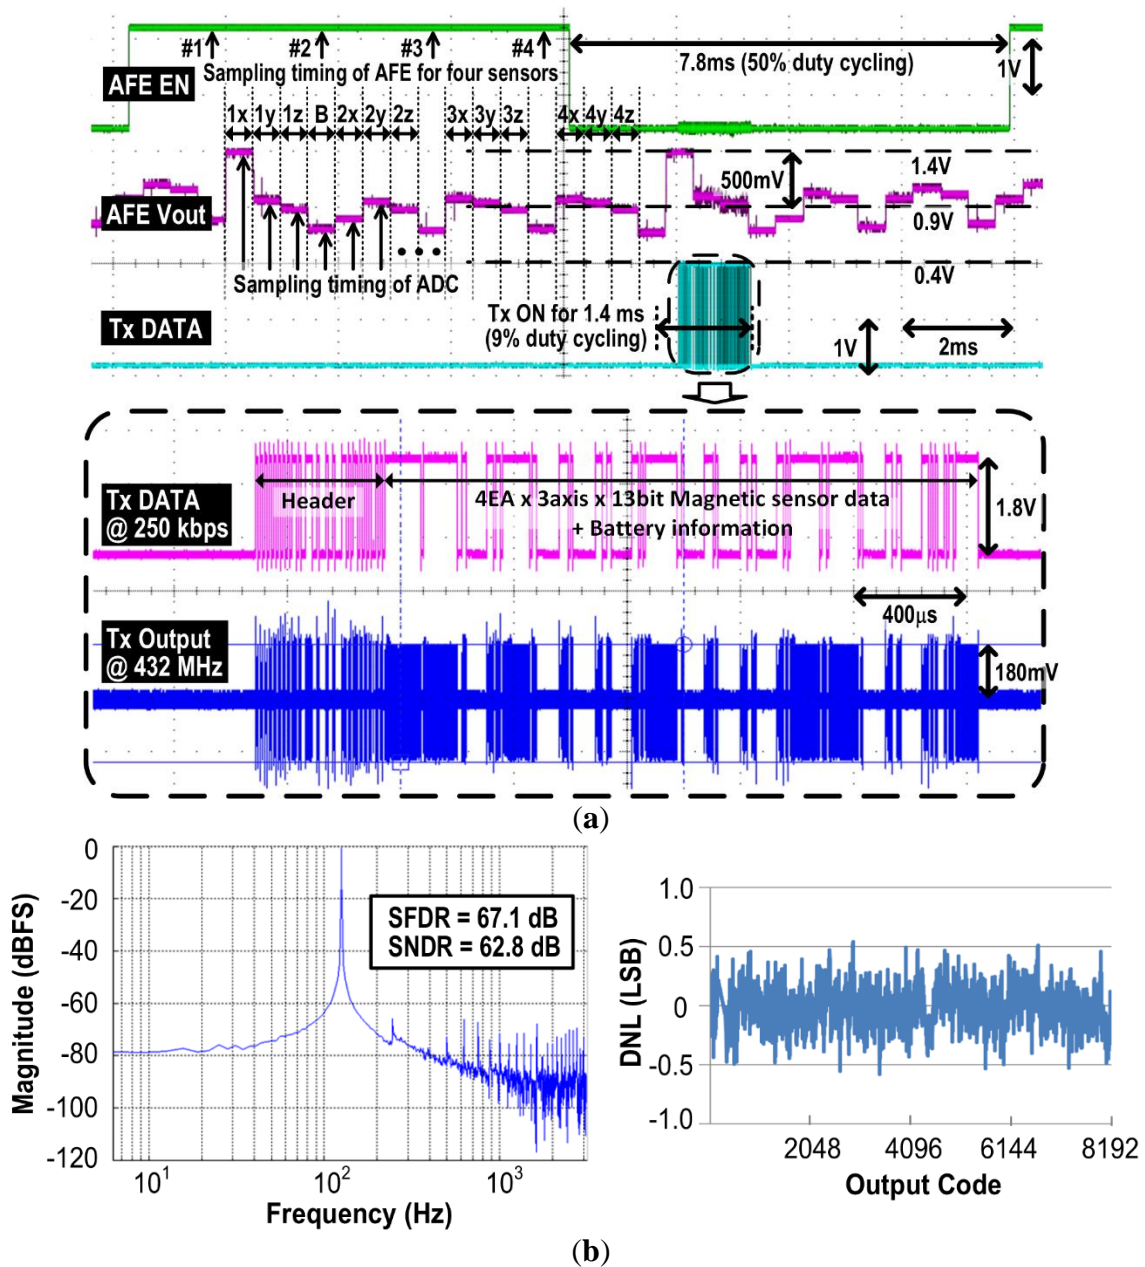 #1 #2 #3 #4
AFE EN
Sampling timing of AFE for four sensors
7.8ms (50% duty cycling)
1V
1x 1y 1z B 2x 2y 2z 3x 3y 3z 4x 4y 4z
AFE Vout
500mV
1.4V
0.9V
0.4V
• • •
Sampling timing of ADC
Tx DATA
Tx ON for 1.4 ms
(9% duty cycling)
1V
2ms
Tx DATA
@ 250 kbps
Header
4EA x 3axis x 13bit Magnetic sensor data
+ Battery information
1.8V
400μs
Tx Output
@ 432 MHz
180mV
(a)
Magnitude (dBFS)
0
-20
-40
-60
-80
-100
-120
SFDR = 67.1 dB
SNDR = 62.8 dB
10¹ 10² 10³
Frequency (Hz)
DNL (LSB)
1.0
0.5
0
-0.5
-1.0
2048 4096 6144 8192
Output Code
(b)